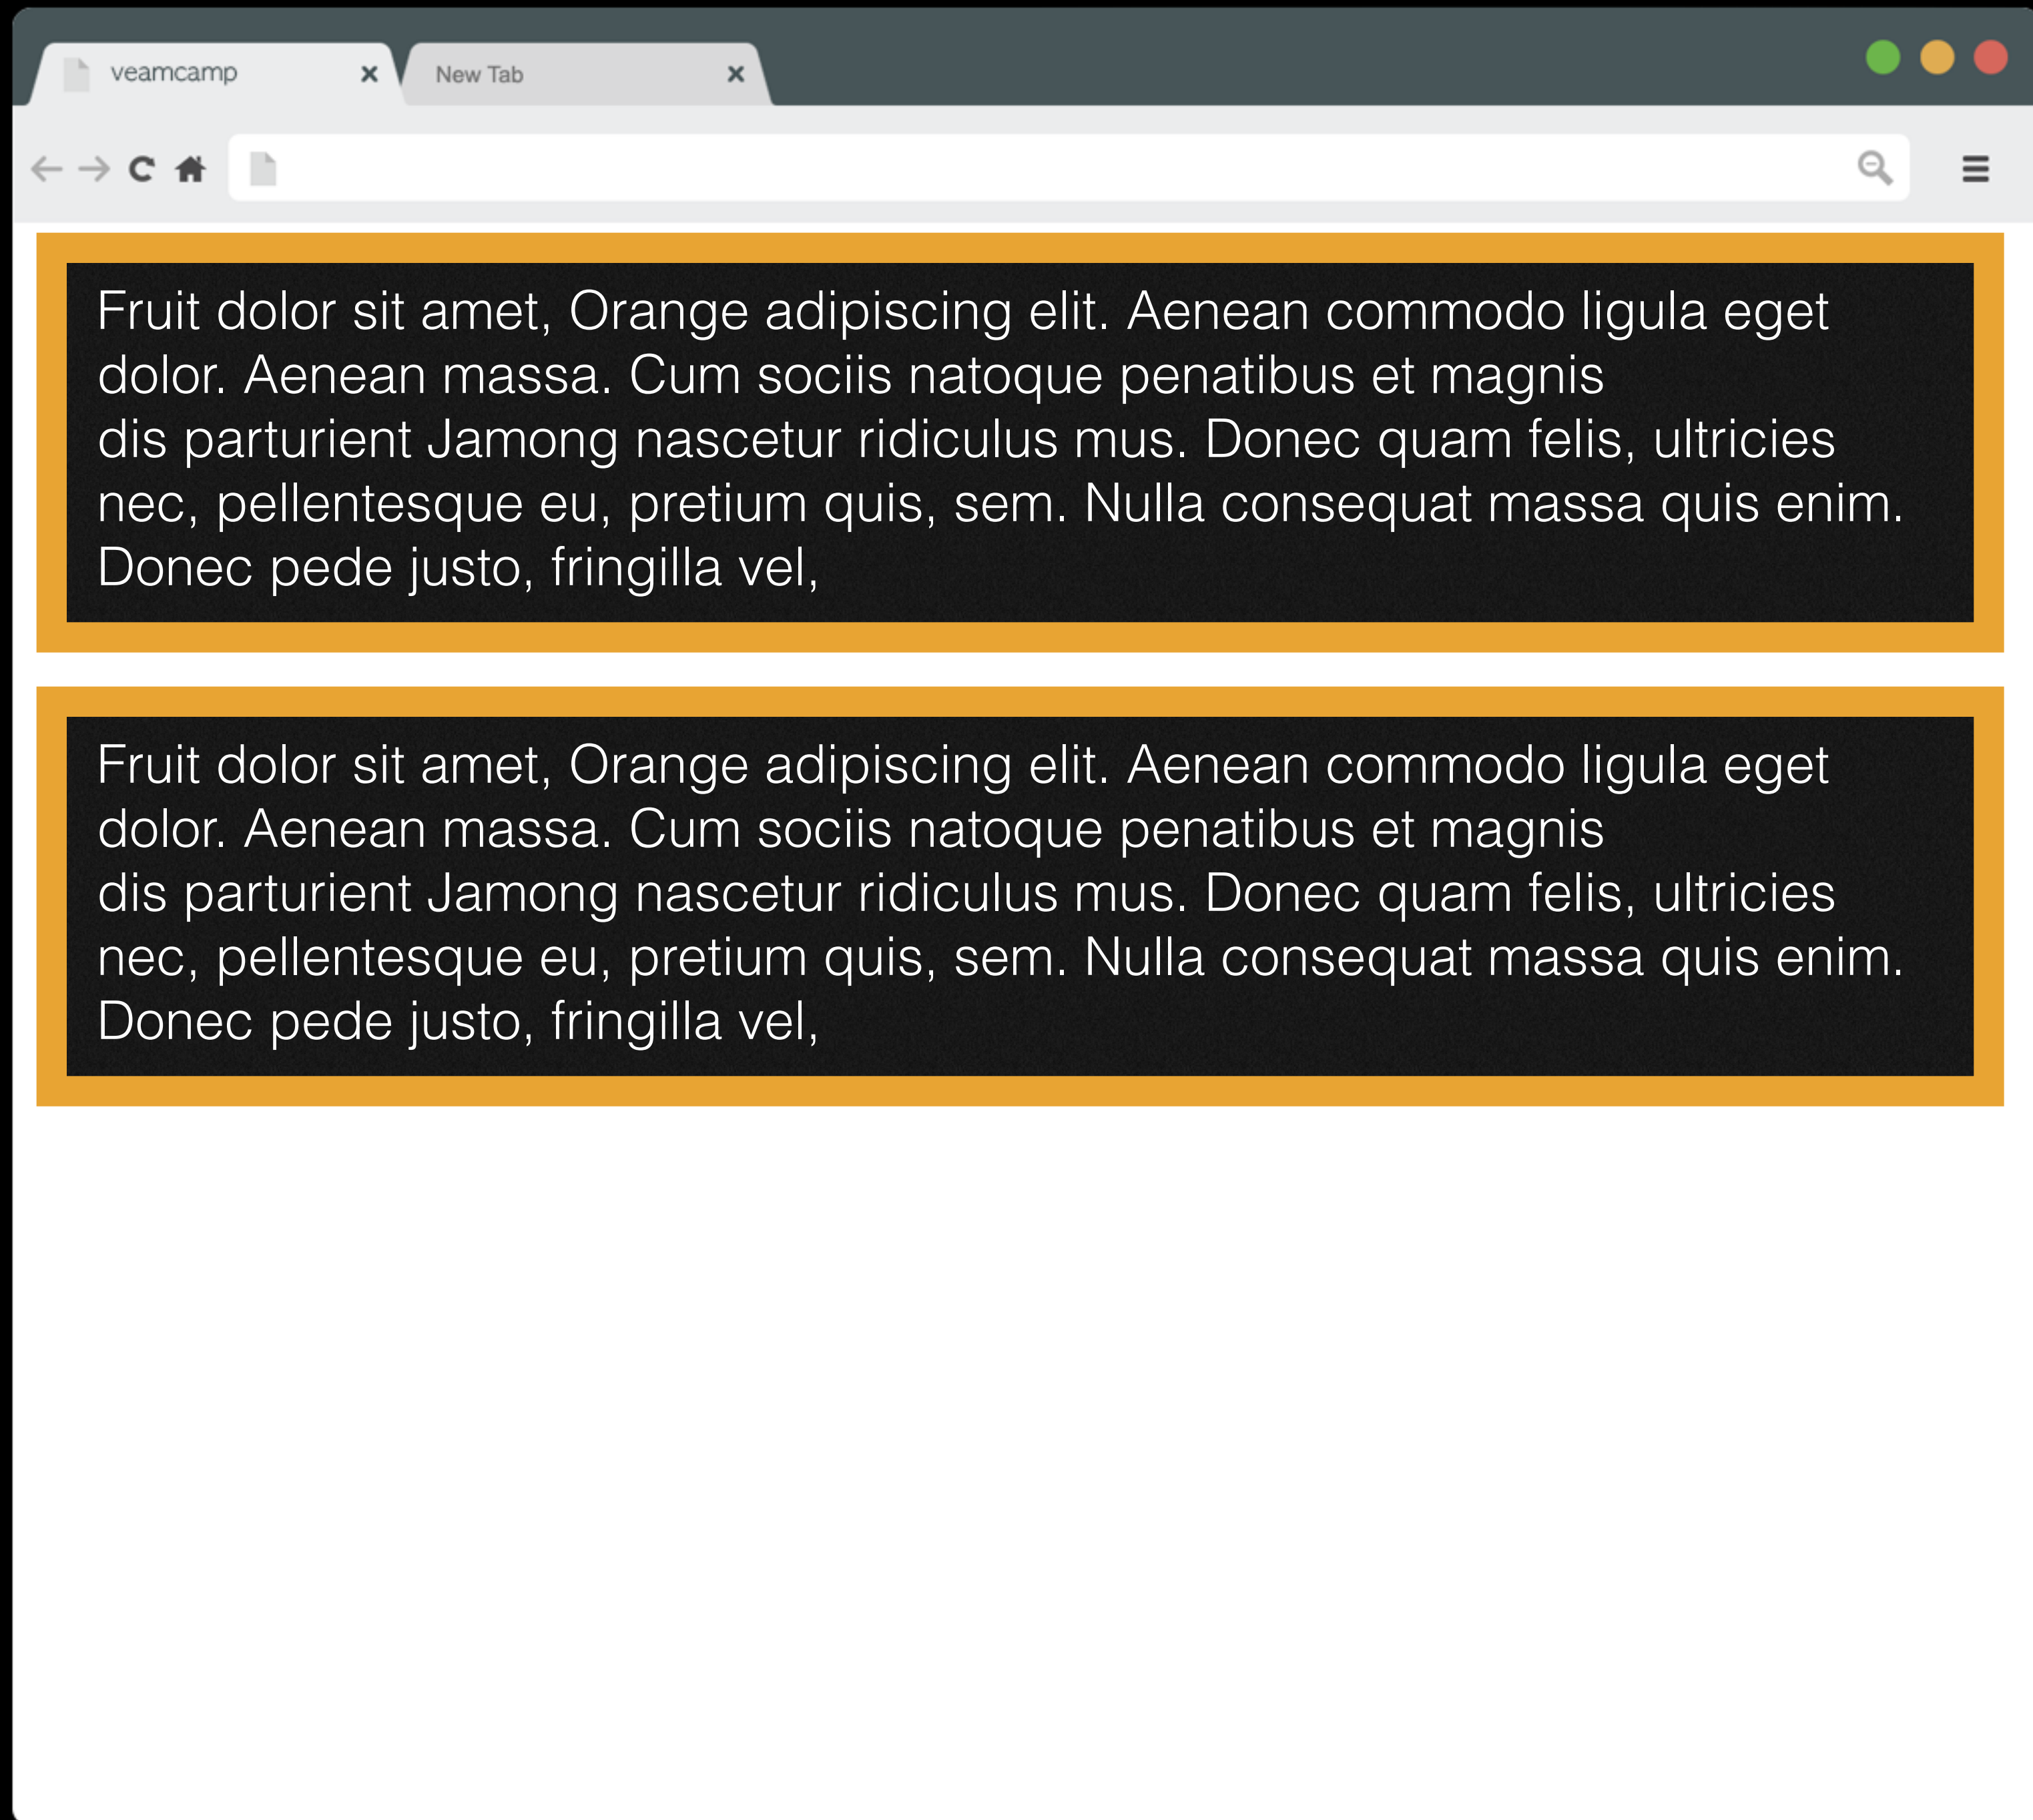 veamcamp
New Tab
Fruit dolor sit amet, Orange adipiscing elit. Aenean commodo ligula eget
dolor. Aenean massa. Cum sociis natoque penatibus et magnis
dis parturient Jamong nascetur ridiculus mus. Donec quam felis, ultricies
nec, pellentesque eu, pretium quis, sem. Nulla consequat massa quis enim.
Donec pede justo, fringilla vel,
Fruit dolor sit amet, Orange adipiscing elit. Aenean commodo ligula eget
dolor. Aenean massa. Cum sociis natoque penatibus et magnis
dis parturient Jamong nascetur ridiculus mus. Donec quam felis, ultricies
nec, pellentesque eu, pretium quis, sem. Nulla consequat massa quis enim.
Donec pede justo, fringilla vel,